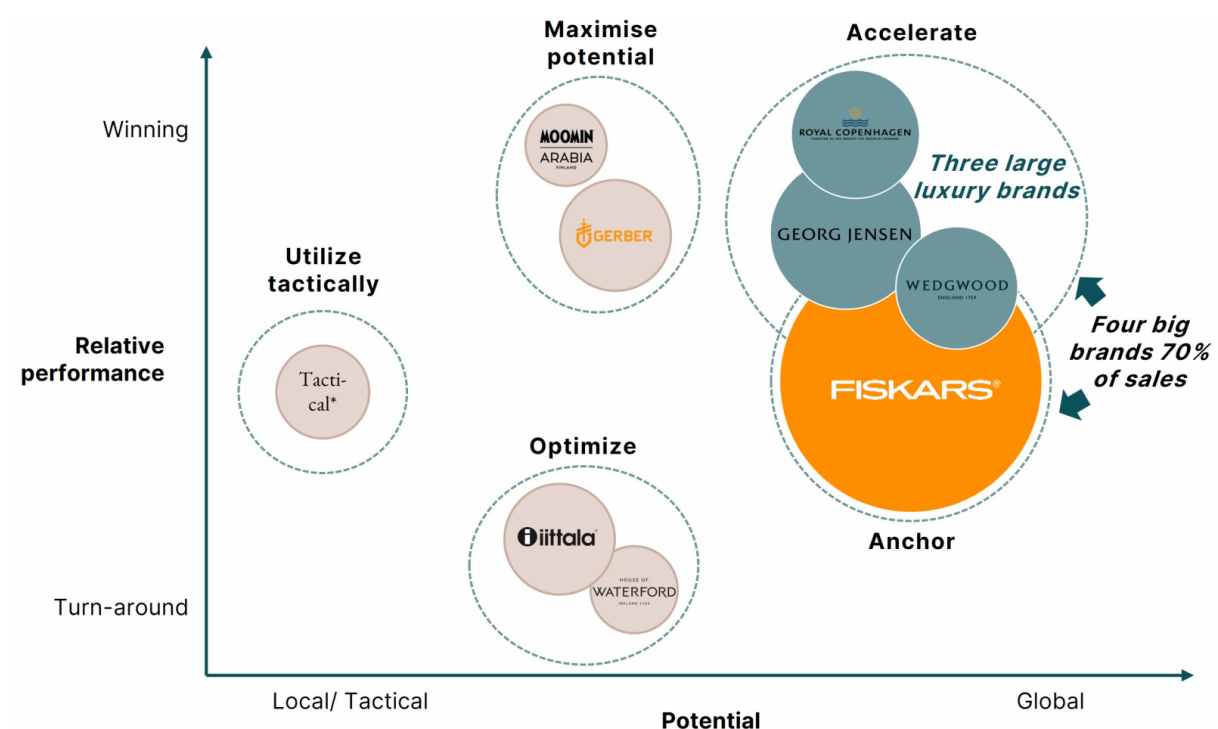 Maximise
potential
Accelerate
Winning
MOOMIN
ARABIA
FINLAND
GERBER
ROYAL COPENHAGEN
Three large
luxury brands
GEORG JENSEN
WEDGWOOD
ENGLAND 1759
Utilize
tactically
Tacti-
cal*
Relative
performance
Four big
brands 70%
of sales
FISKARS®
Optimize
iittala
HOUSE OF
WATERFORD
IRELAND 1783
Anchor
Turn-around
Local/ Tactical
Global
Potential